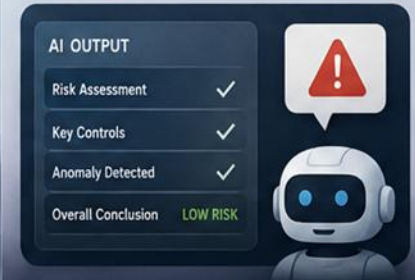 AI OUTPUT
Risk Assessment ✓
Key Controls ✓
Anomaly Detected ✓
Overall Conclusion LOW RISK
!